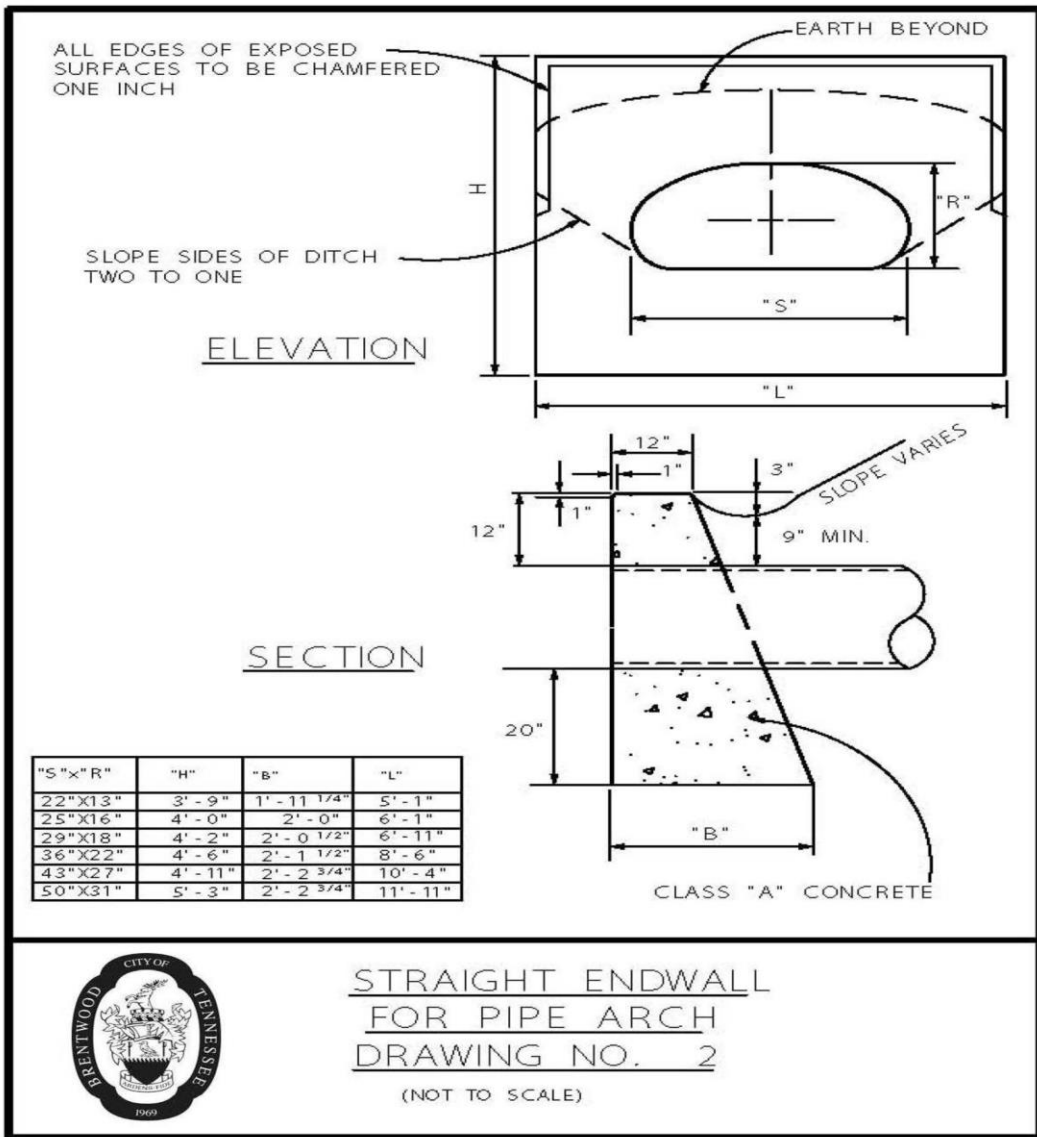 ALL EDGES OF EXPOSED
SURFACES TO BE CHAMFERED
ONE INCH
EARTH BEYOND
H
"R"
SLOPE SIDES OF DITCH
TWO TO ONE
"S"
ELEVATION
"L"
12"
1"
3"
SLOPE VARIES
1"
12"
9" MIN.
SECTION
20"
"B"
CLASS "A" CONCRETE
"S"x"R" "H" "B" "L"
22"X13" 3'-9" 1'-11 1/4" 5'-1"
25"X16" 4'-0" 2'-0" 6'-1"
29"X18" 4'-2" 2'-0 1/2" 6'-11"
36"X22" 4'-6" 2'-1 1/2" 8'-6"
43"X27" 4'-11" 2'-2 3/4" 10'-4"
50"X31" 5'-3" 2'-2 3/4" 11'-11"
CITY OF
BRENTWOOD
TENNESSEE
1969
STRAIGHT ENDWALL
FOR PIPE ARCH
DRAWING NO. 2
(NOT TO SCALE)